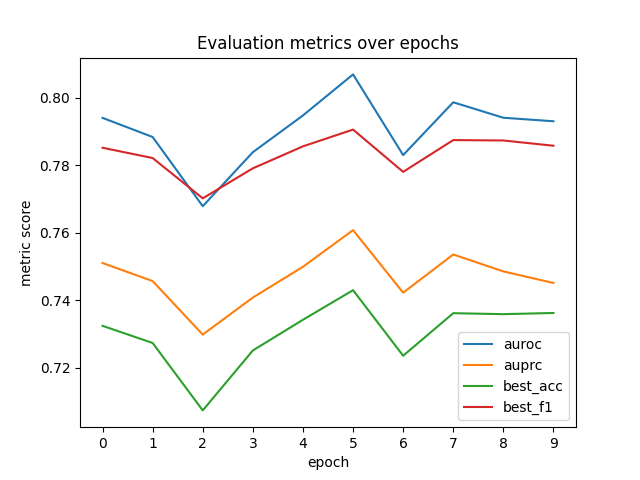 Evaluation metrics over epochs
metric score
0.80
0.78
0.76
0.74
0.72
auroc
auprc
best_acc
best_f1
0 1 2 3 4 5 6 7 8 9
epoch